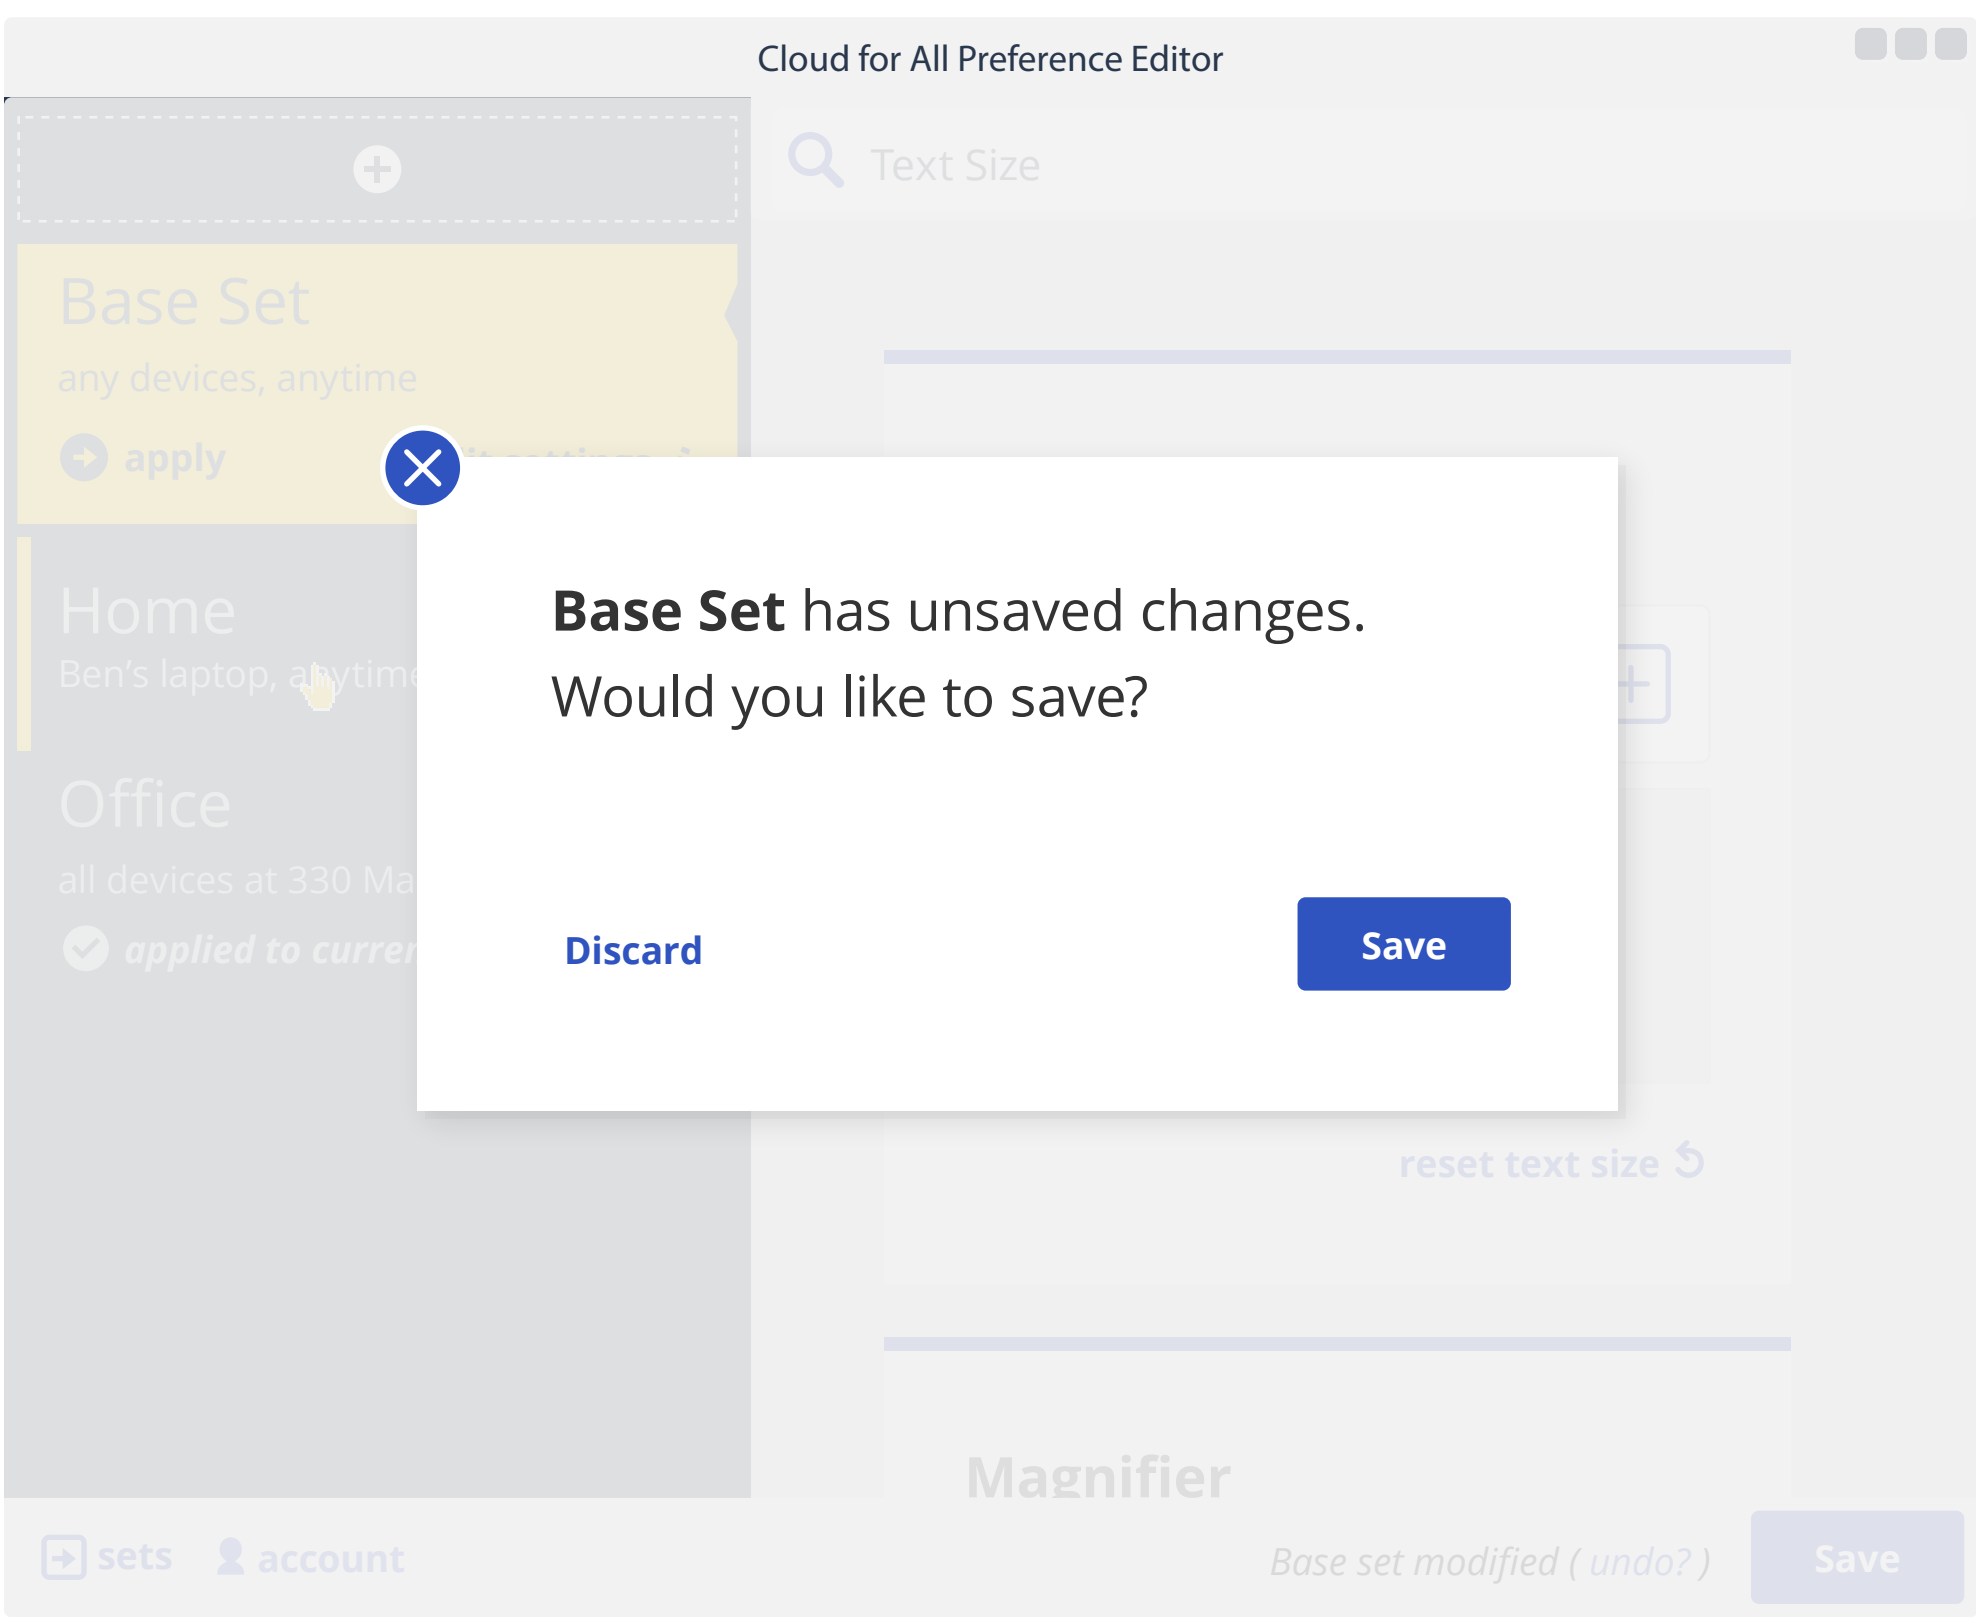 Cloud for All Preference Editor
Text Size
Base Set
any devices, anytime
apply
settings
Home
Ben's laptop, anytime
Office
all devices at 330
applied to
Base Set has unsaved changes.
Would you like to save?
Discard
Save
reset text size
Magnifier
sets
account
Base set modified ( undo? )
Save